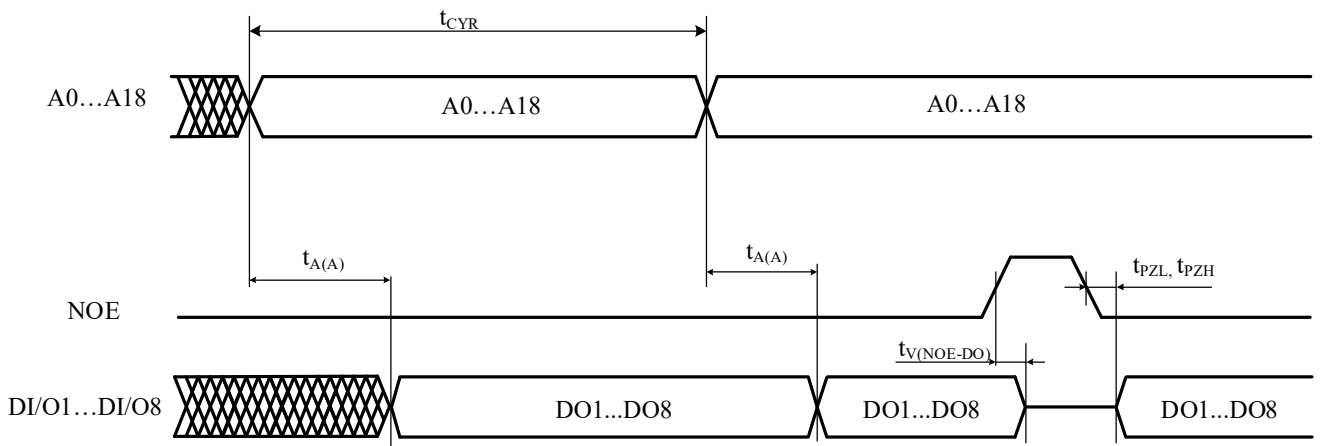 tCYR
A0…A18 A0…A18 A0…A18
tA(A) tA(A) tPZL, tPZH
NOE
tV(NOE-DO)
DI/O1…DI/O8 DO1...DO8 DO1...DO8 DO1...DO8